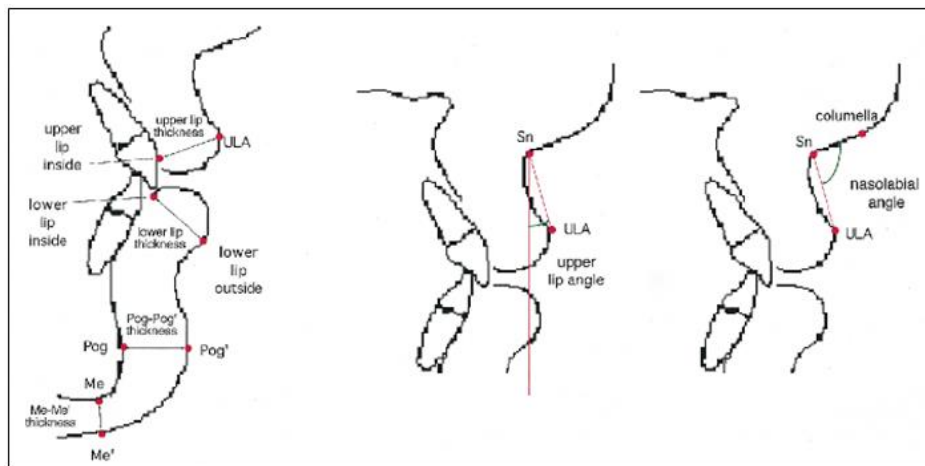 upper lip
thickness
ULA
upper
lip
inside
lower
lip
inside
lower lip
thickness
lower
lip
outside
Pog-Pog'
thickness
Pog
Pog'
Me
Me-Me'
thickness
Me'
Sn
ULA
upper
lip angle
columella
Sn
nasolabial
angle
ULA